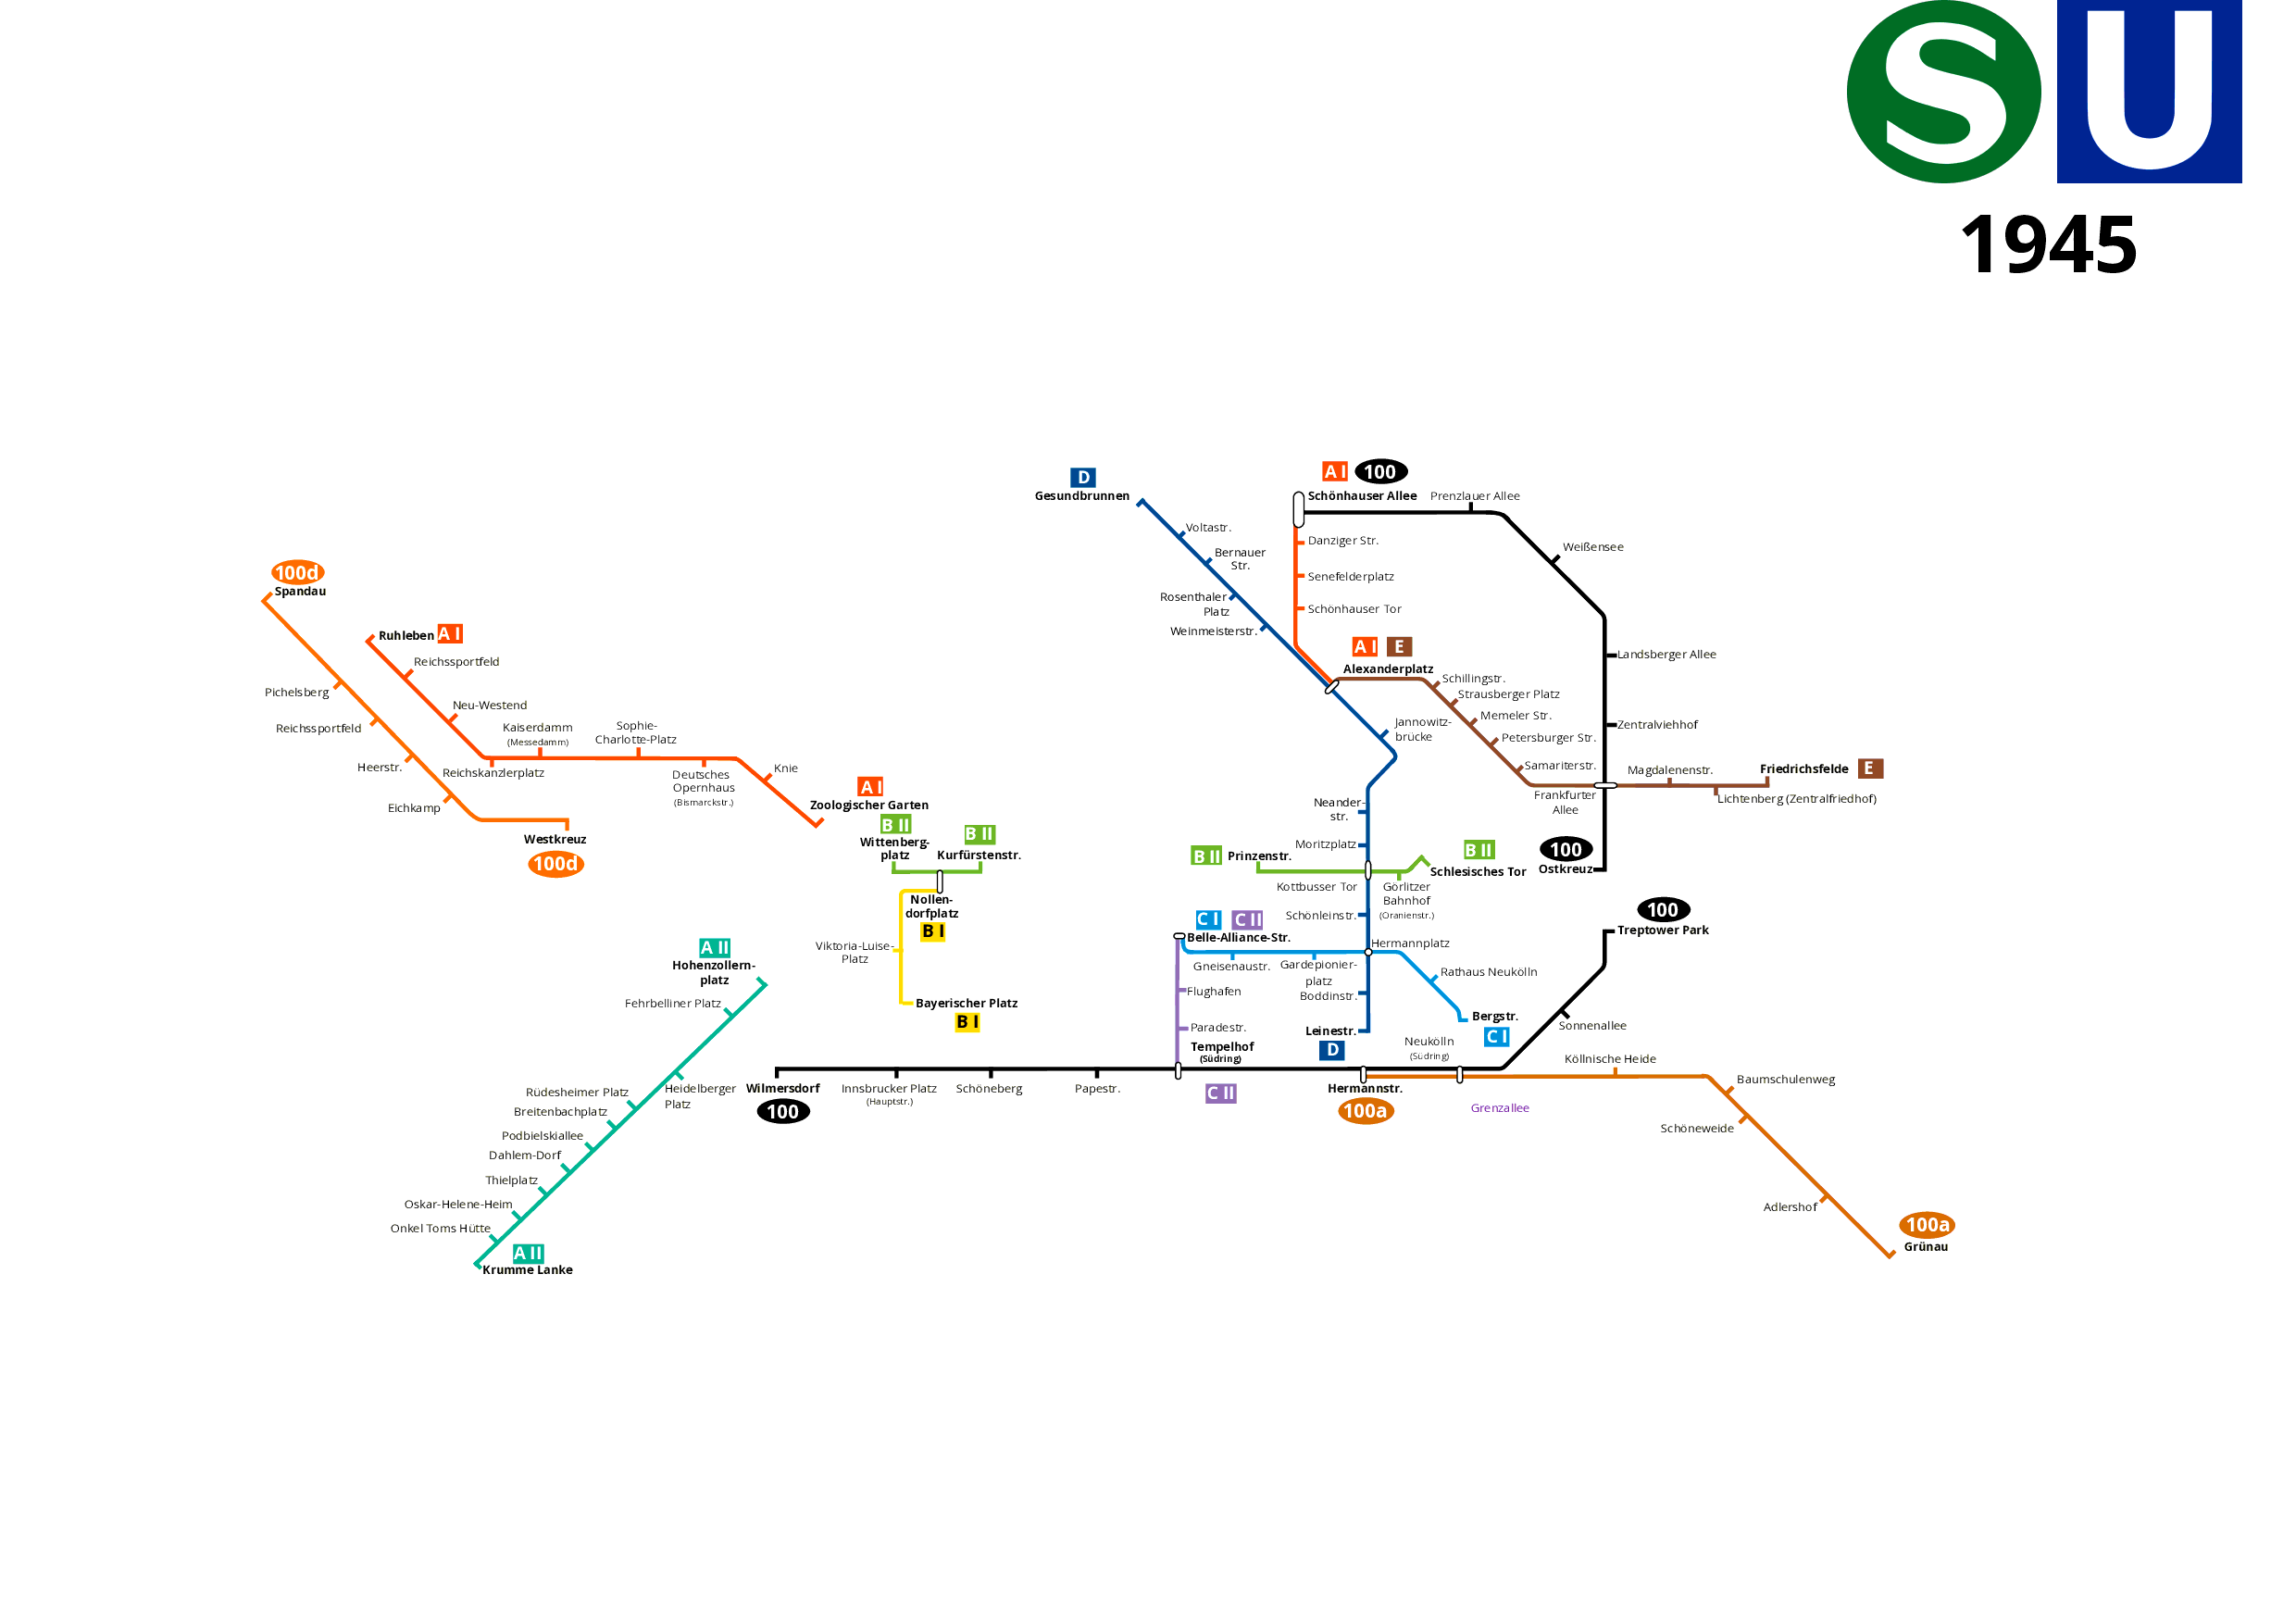 S U
1945
D
Gesundbrunnen
A I 100
Schönhauser Allee
Prenzlauer Allee
Voltastr.
Bernauer
Str.
Rosenthaler
Platz
Weinmeisterstr.
Danziger Str.
Senefelderplatz
Schönhauser Tor
Weißensee
Landsberger Allee
Zentralviehhof
A I E
Alexanderplatz
Schillingstr.
Strausberger Platz
Memeler Str.
Petersburger Str.
Samariterstr.
Frankfurter
Allee
Magdalenenstr.
Friedrichsfelde E
Lichtenberg (Zentralfriedhof)
Jannowitz-
brücke
Neander-
str.
Moritzplatz
100
Ostkreuz
100d
Spandau
Pichelsberg
Reichssportfeld
Heerstr.
Eichkamp
Westkreuz
100d
Ruhleben A I
Reichssportfeld
Neu-Westend
Kaiserdamm
(Messedamm)
Reichskanzlerplatz
Sophie-
Charlotte-Platz
Deutsches
Opernhaus
(Bismarckstr.)
Knie
A I
Zoologischer Garten
B II
Wittenberg-
platz
B II
Kurfürstenstr.
Nollen-
dorfplatz
B I
Viktoria-Luise-
Platz
Bayerischer Platz
B I
B II Prinzenstr.
Kottbusser Tor
Görlitzer
Bahnhof
(Oranienstr.)
B II
Schlesisches Tor
Schönleinstr.
C I C II
Belle-Alliance-Str.
Gneisenaustr.
Gardepionier-
platz
Hermannplatz
Rathaus Neukölln
Bergstr.
C I
Boddinstr.
Leinestr.
D
Flughafen
Paradestr.
Tempelhof
(Südring)
C II
100
Treptower Park
Sonnenallee
Neukölln
(Südring)
Köllnische Heide
Baumschulenweg
Schöneweide
Adlershof
100a
Grünau
Grenzallee
Hermannstr.
100a
Papestr.
Schöneberg
Innsbrucker Platz
(Hauptstr.)
Wilmersdorf
100
A II
Hohenzollern-
platz
Fehrbelliner Platz
Heidelberger
Platz
Rüdesheimer Platz
Breitenbachplatz
Podbielskiallee
Dahlem-Dorf
Thielplatz
Oskar-Helene-Heim
Onkel Toms Hütte
A II
Krumme Lanke